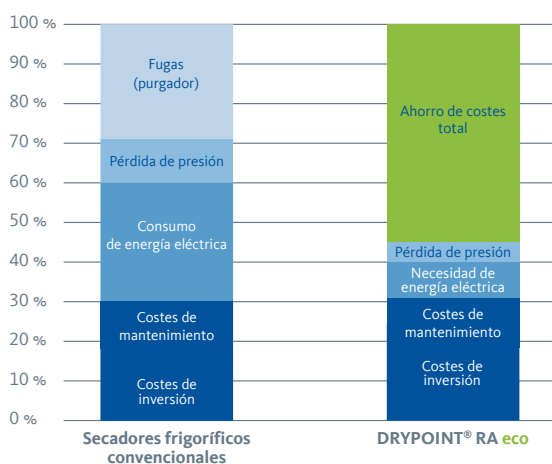 100 %
90 %
80 %
70 %
60 %
50 %
40 %
30 %
20 %
10 %
0 %
Fugas
(purgador)
Pérdida de presión
Consumo
de energía eléctrica
Costes de
mantenimiento
Costes de
inversión
Secadores frigoríficos
convencionales
Ahorro de costes
total
Pérdida de presión
Necesidad de
energía eléctrica
Costes de
mantenimiento
Costes de
inversión
DRYPOINT® RA eco